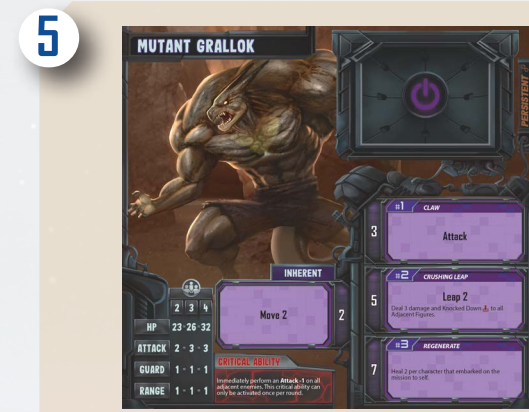 5
MUTANT GRALLOK
PERSISTENT
#1 CLAW
3
Attack
#2 CRUSHING LEAP
5
Leap 2
Deal 3 damage and Knocked Down to all
Adjacent Figures.
#3 REGENERATE
7
Heal 2 per character that embarked on the
mission to self.
INHERENT
Move 2
2
2 3 4
HP 23 - 26 - 32
ATTACK 2 - 3 - 3
GUARD 1 - 1 - 1
RANGE 1 - 1 - 1
CRITICAL ABILITY
Immediately perform an Attack -1 on all
adjacent enemies. This critical ability can
only be activated once per round.